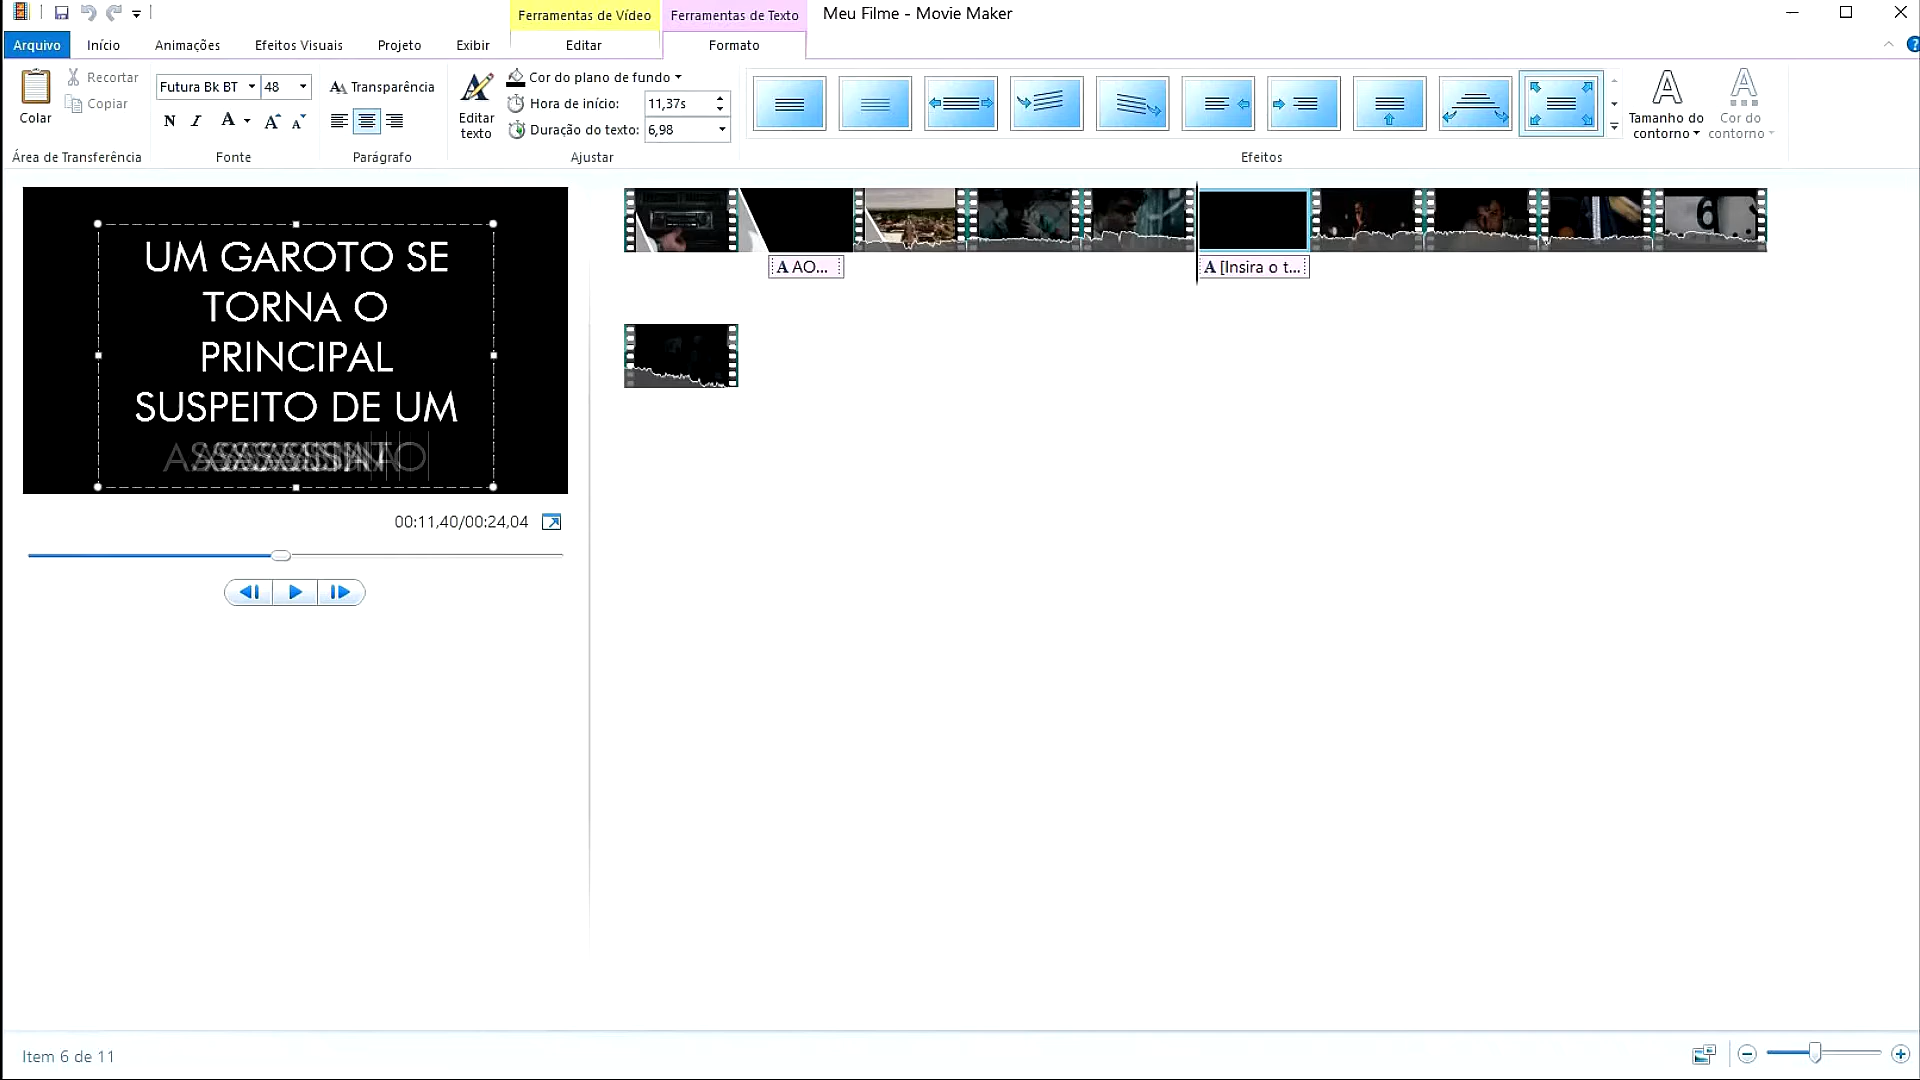 Ferramentas de Vídeo Ferramentas de Texto Meu Filme - Movie Maker
Arquivo Início Animações Efeitos Visuais Projeto Exibir Editar Formato
Colar
Recortar
Copiar
Área de Transferência
Futura Bk BT 48
N I A A A
Fonte
Transparência
Parágrafo
Editar
texto
Cor do plano de fundo
Hora de início: 11,37s
Duração do texto: 6,98
Ajustar
Efeitos
Tamanho do
contorno
Cor do
contorno
UM GAROTO SE
TORNA O
PRINCIPAL
SUSPEITO DE UM
00:11,40/00:24,04
A AO...
A [Insira o t...
6
Item 6 de 11